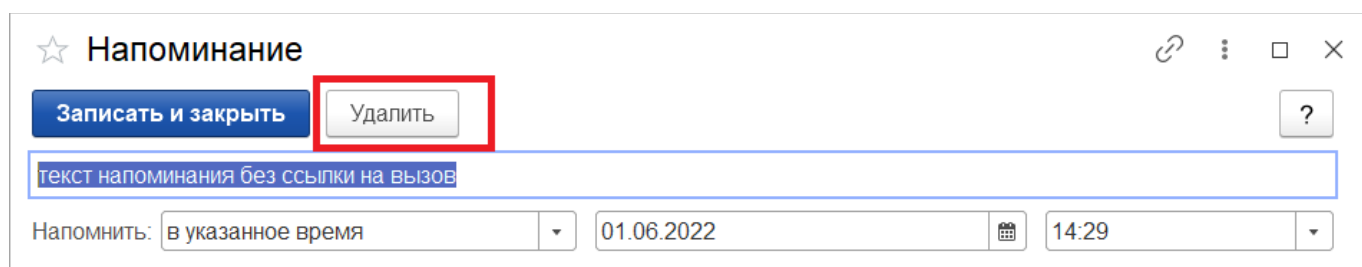 Напоминание
Записать и закрыть Удалить ?
текст напоминания без ссылки на вызов
Напомнить: в указанное время 01.06.2022 14:29